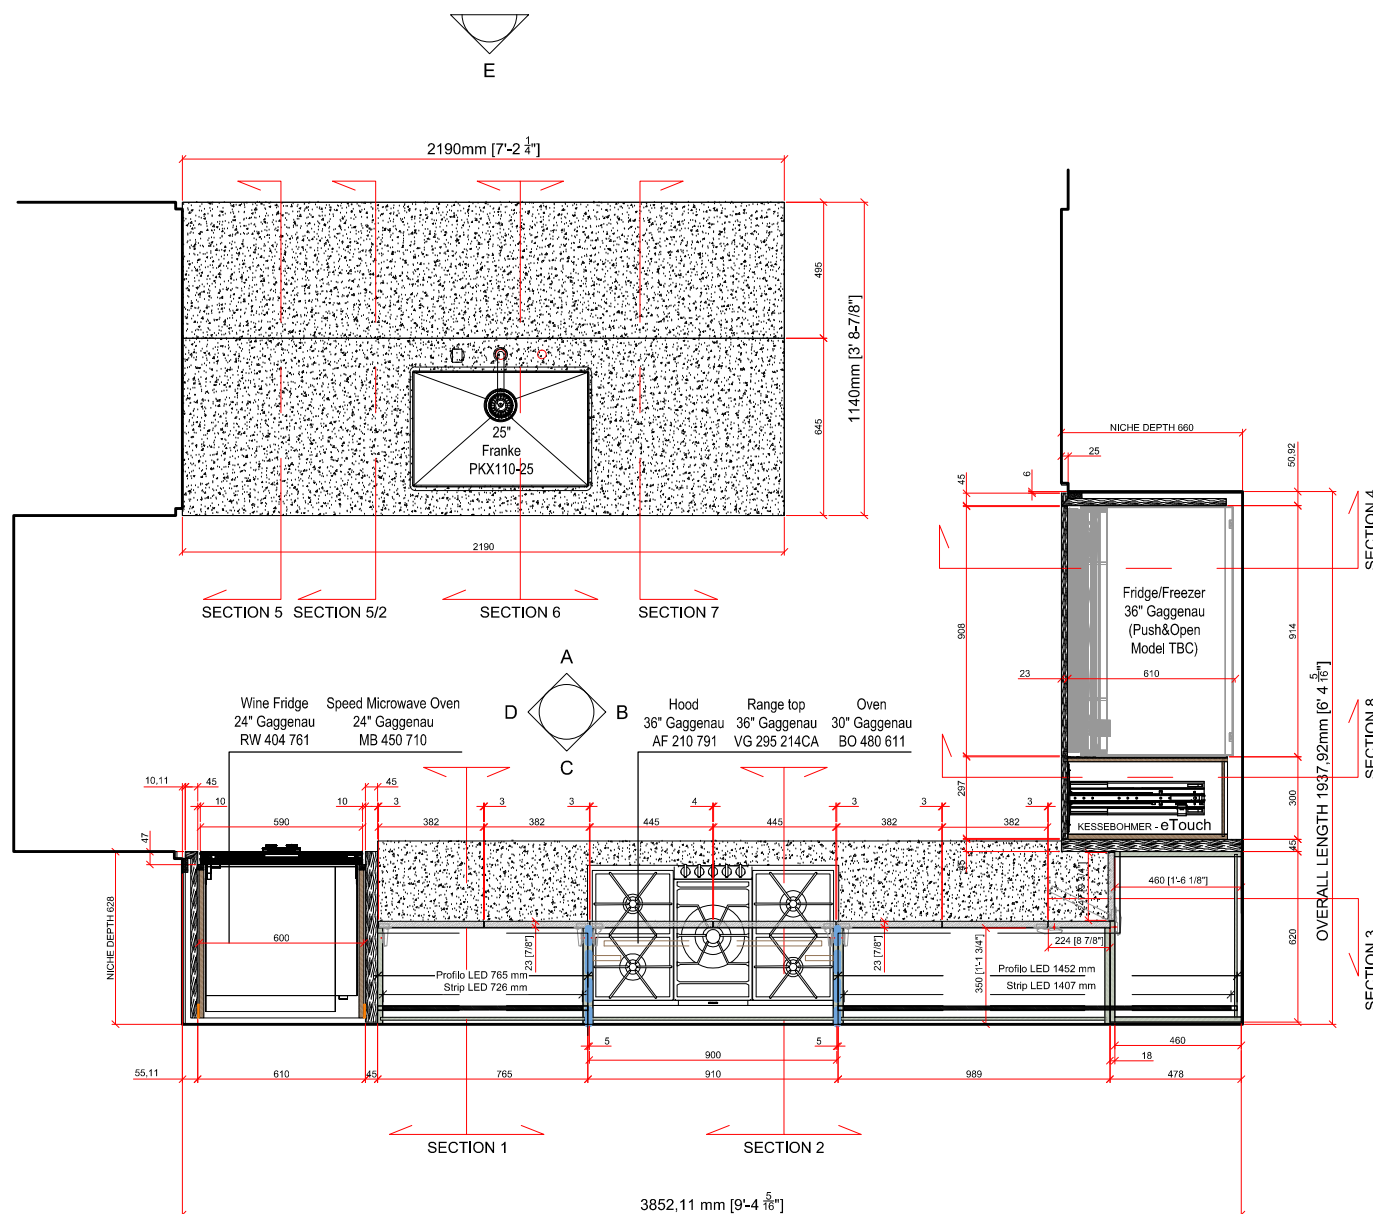 E
2190mm [7'-2 1/4"]
495
1140mm [3' 8-7/8"]
645
25"
Franke
PKX110-25
2190
SECTION 5
SECTION 5/2
SECTION 6
SECTION 7
NICHE DEPTH 660
25
6
45
50,92
SECTION 4
908
Fridge/Freezer
36" Gaggenau
(Push&Open
Model TBC)
914
23
610
OVERALL LENGTH 1937,92mm [6' 4 5/16"]
SECTION 8
297
300
KESSEBOHMER - eTouch
45
A
D
B
C
Wine Fridge
24" Gaggenau
RW 404 761
Speed Microwave Oven
24" Gaggenau
MB 450 710
Hood
36" Gaggenau
AF 210 791
Range top
36" Gaggenau
VG 295 214CA
Oven
30" Gaggenau
BO 480 611
10,11
45
45
10
10
3
3
3
4
3
3
3
590
382
382
445
445
382
382
47
NICHE DEPTH 628
600
23 [7/8"]
23 [7/8"]
Profilo LED 765 mm
Strip LED 726 mm
350 [1'-1 3/4"]
224 [8 7/8"]
Profilo LED 1452 mm
Strip LED 1407 mm
460 [1'-6 1/8"]
620
SECTION 3
5
5
900
460
18
55,11
610
45
765
910
989
478
SECTION 1
SECTION 2
3852,11 mm [9'-4 5/16"]